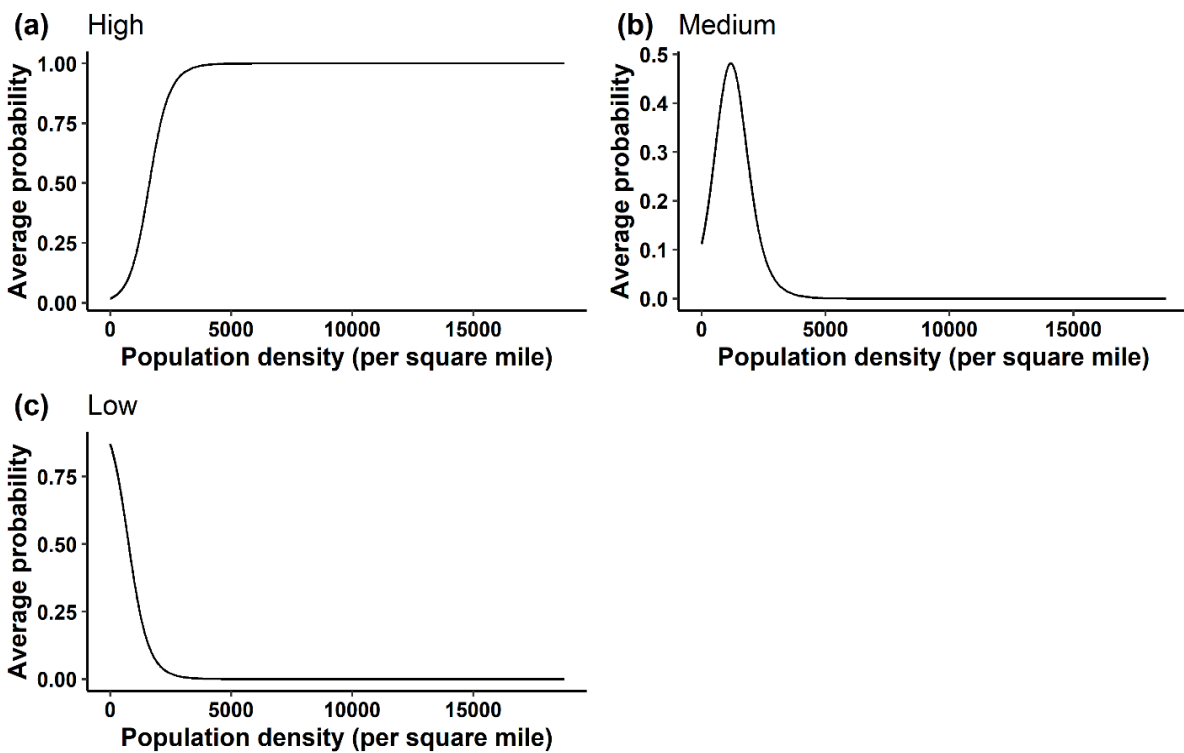 (a) High
Average probability
1.00
0.75
0.50
0.25
0.00
0 5000 10000 15000
Population density (per square mile)
(b) Medium
Average probability
0.5
0.4
0.3
0.2
0.1
0.0
0 5000 10000 15000
Population density (per square mile)
(c) Low
Average probability
0.75
0.50
0.25
0.00
0 5000 10000 15000
Population density (per square mile)